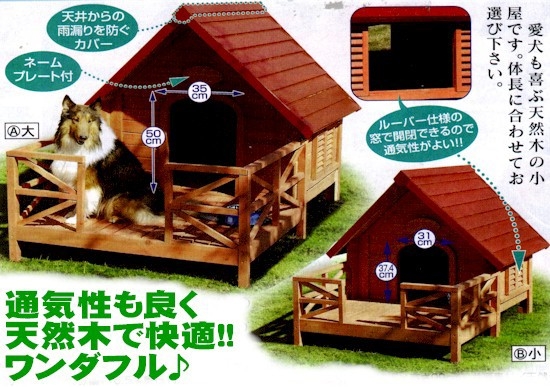 愛犬も喜ぶ天然木の小
屋です。体長に合わせてお
選び下さい。
天井からの
雨漏りを防ぐ
カバー
ネーム
プレート付
Ⓐ大
35
cm
50
cm
ルーバー仕様の
窓で開閉できるので
通気性がよい!!
31
cm
37.4
cm
Ⓑ小
通気性も良く
天然木で快適!!
ワンダフル♪